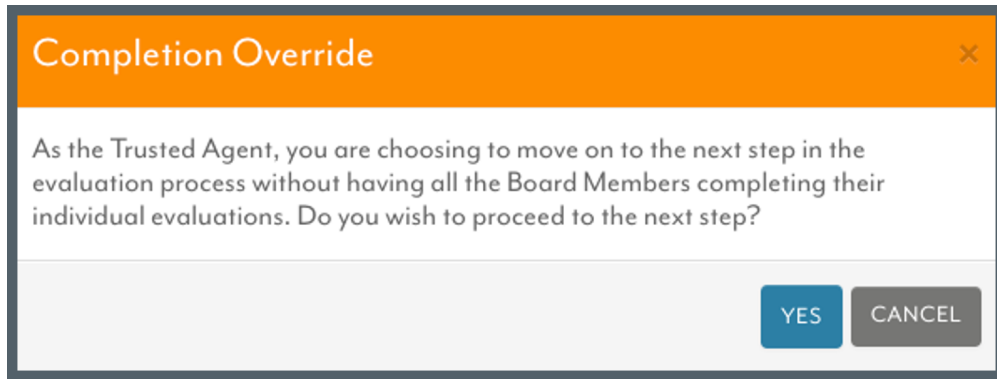 Completion Override
×
As the Trusted Agent, you are choosing to move on to the next step in the
evaluation process without having all the Board Members completing their
individual evaluations. Do you wish to proceed to the next step?
YES
CANCEL